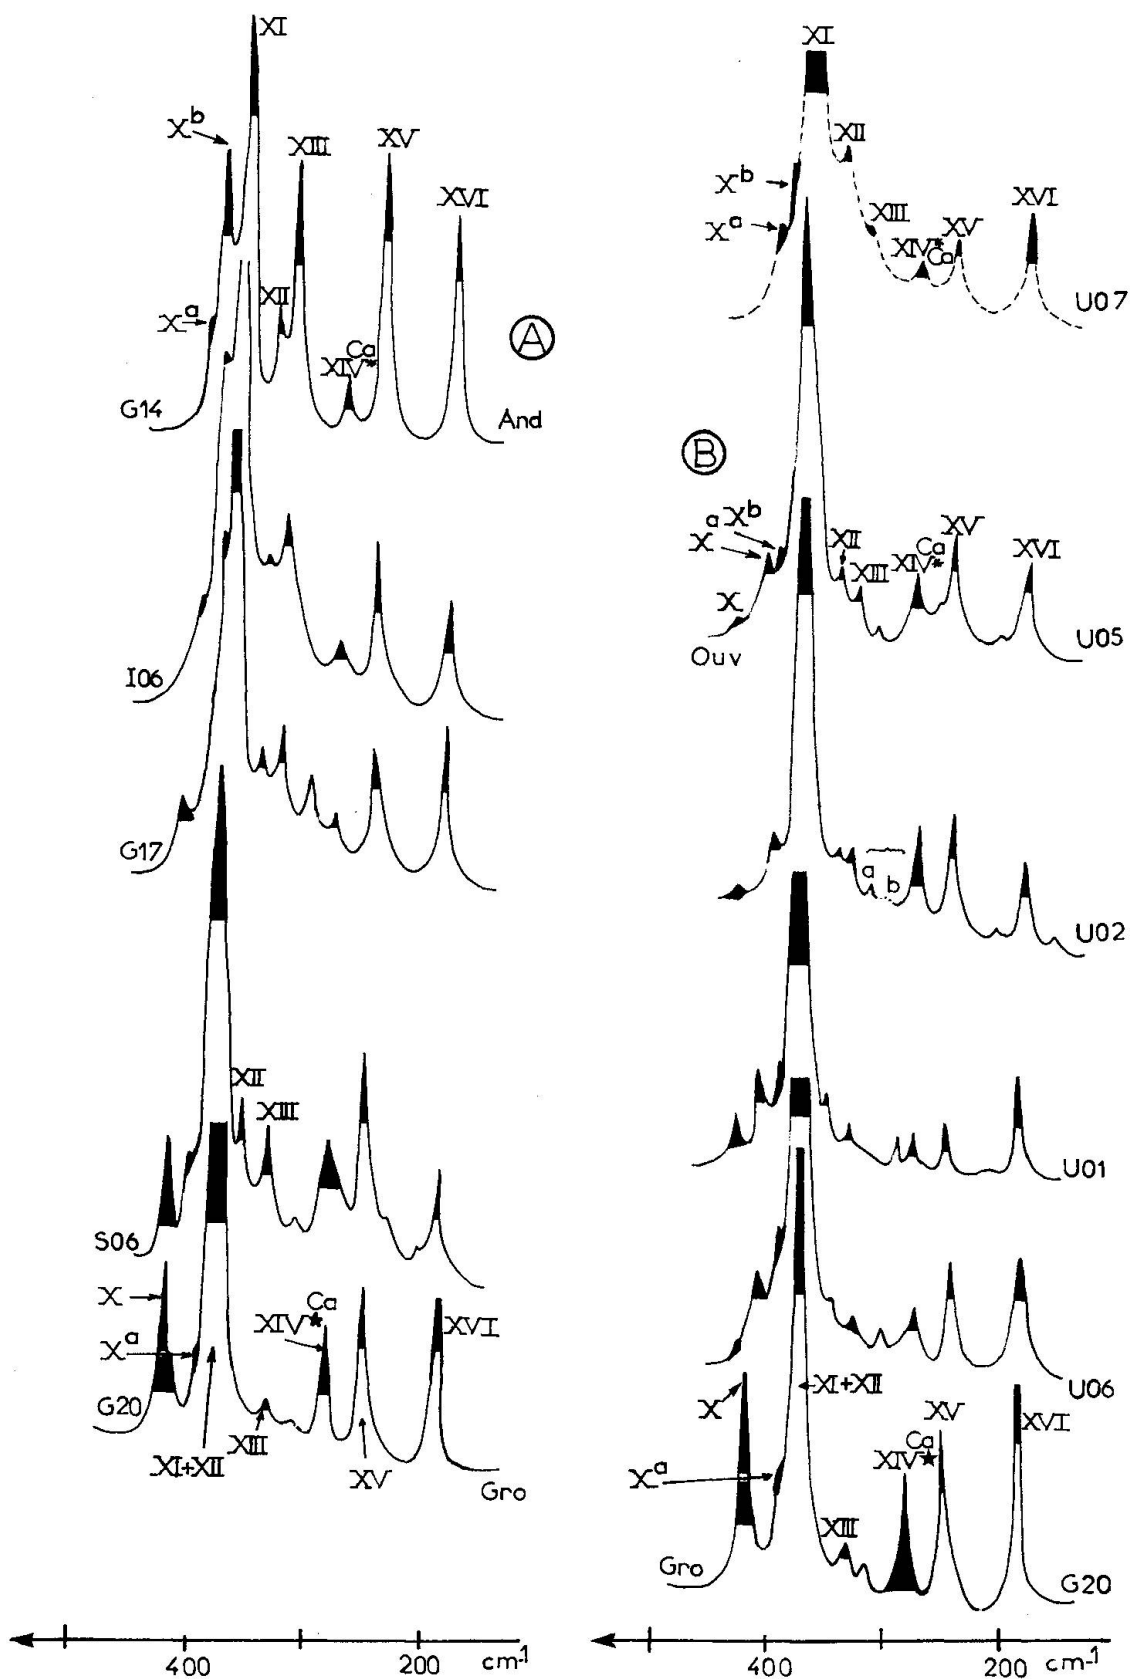 XI
X^b
XIII
XV
XVI
XII
X^a
Ca
XIV*
G14
And
A
I06
G17
XII
XIII
S06
X
Ca
XIV*
XVI
X^a
G20
XIII
XI+XII
XV
Gro
400
200
cm⁻¹
XI
XII
X^b
XIII
XVI
X^a
XIV*
Ca
XV
U07
B
X^a
X^b
XII
XV
Ca
XIV*
XVI
XIII
X
Ouv
U05
a
b
U02
U01
U06
XI+XII
X
XV
XVI
Ca
XIV★
X^a
XIII
Gro
G20
400
200
cm⁻¹